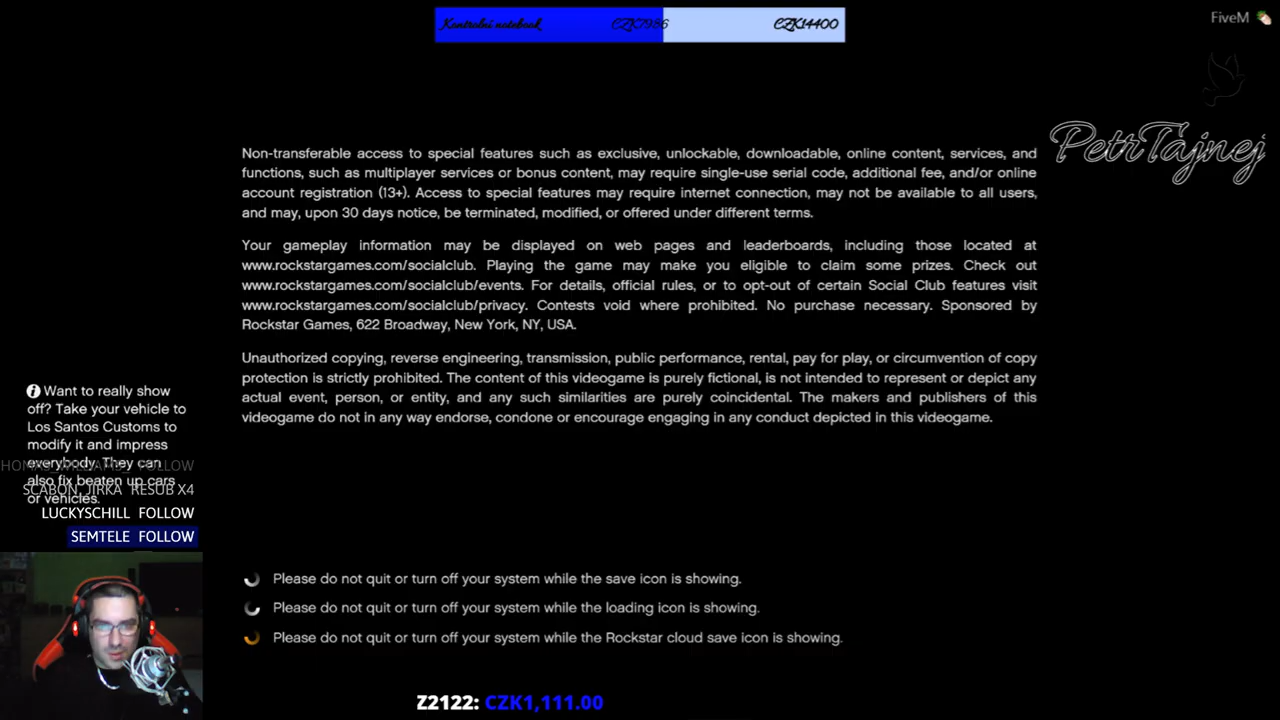 Kontrolní notebook CZK7986 CZK14400
FiveM
PetrTajnej
Non-transferable access to special features such as exclusive, unlockable, downloadable, online content, services, and
functions, such as multiplayer services or bonus content, may require single-use serial code, additional fee, and/or online
account registration (13+). Access to special features may require internet connection, may not be available to all users,
and may, upon 30 days notice, be terminated, modified, or offered under different terms.
Your gameplay information may be displayed on web pages and leaderboards, including those located at
www.rockstargames.com/socialclub. Playing the game may make you eligible to claim some prizes. Check out
www.rockstargames.com/socialclub/events. For details, official rules, or to opt-out of certain Social Club features visit
www.rockstargames.com/socialclub/privacy. Contests void where prohibited. No purchase necessary. Sponsored by
Rockstar Games, 622 Broadway, New York, NY, USA.
Unauthorized copying, reverse engineering, transmission, public performance, rental, pay for play, or circumvention of copy
protection is strictly prohibited. The content of this videogame is purely fictional, is not intended to represent or depict any
actual event, person, or entity, and any such similarities are purely coincidental. The makers and publishers of this
videogame do not in any way endorse, condone or encourage engaging in any conduct depicted in this videogame.
Want to really show
off? Take your vehicle to
Los Santos Customs to
modify it and impress
everybody. They can
also fix beaten up cars
or vehicles.
FOLLOW
SCABON_JIRKA RESUB X4
LUCKYSCHILL FOLLOW
SEMTELE FOLLOW
Please do not quit or turn off your system while the save icon is showing.
Please do not quit or turn off your system while the loading icon is showing.
Please do not quit or turn off your system while the Rockstar cloud save icon is showing.
Z2122: CZK1,111.00